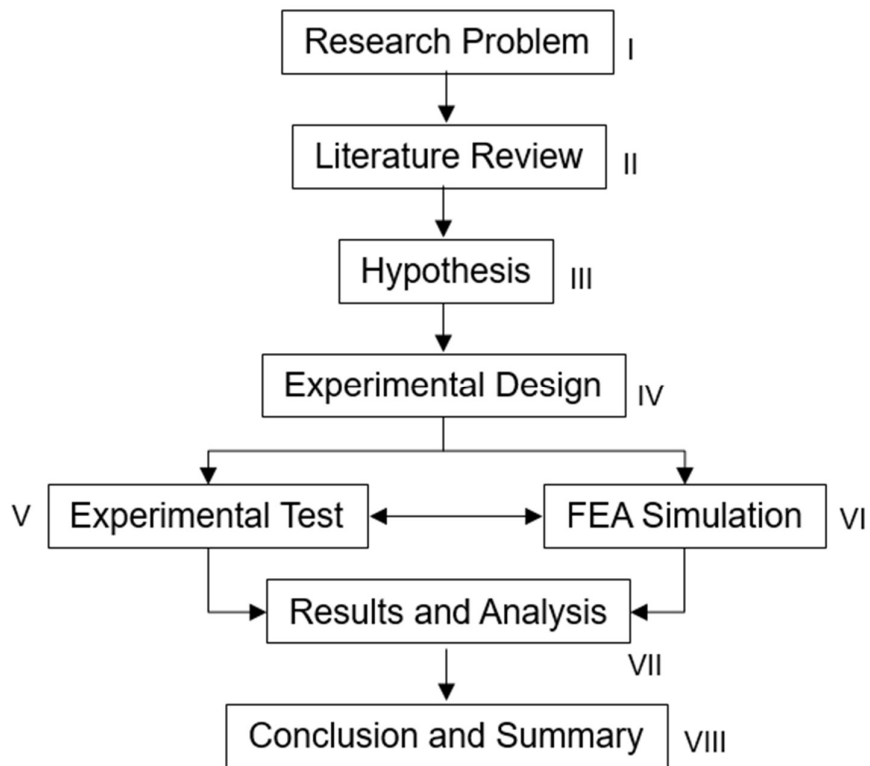 Research Problem I
Literature Review II
Hypothesis III
Experimental Design IV
V Experimental Test FEA Simulation VI
Results and Analysis
VII
Conclusion and Summary VIII